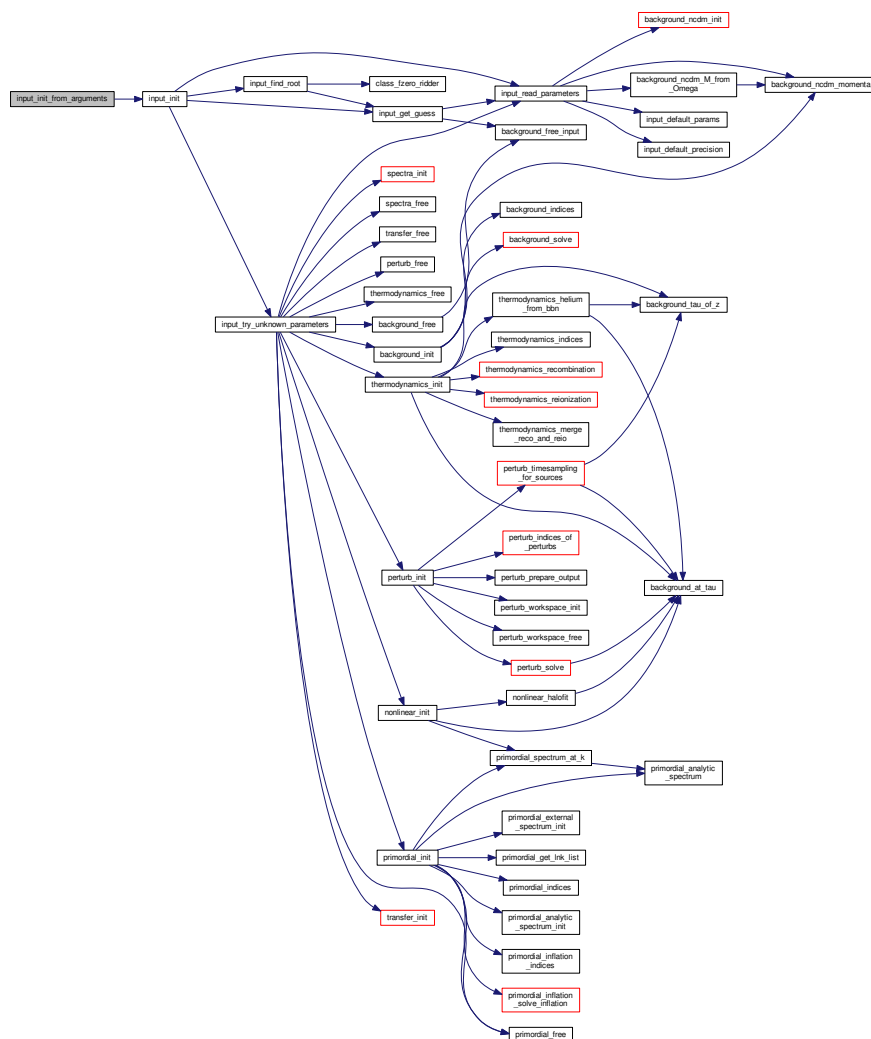 background_ncdm_init
input_find_root
class_fzero_ridder
background_ncdm_M_from
_Omega
background_ncdm_momenta
input_init_from_arguments
input_init
input_read_parameters
input_get_guess
input_default_params
background_free_input
input_default_precision
spectra_init
spectra_free
background_indices
transfer_free
background_solve
perturb_free
thermodynamics_free
thermodynamics_helium
_from_bbn
background_tau_of_z
input_try_unknown_parameters
background_free
thermodynamics_indices
background_init
thermodynamics_recombination
thermodynamics_init
thermodynamics_reionization
thermodynamics_merge
_reco_and_reio
perturb_timesampling
_for_sources
perturb_indices_of
_perturbs
perturb_init
perturb_prepare_output
background_at_tau
perturb_workspace_init
perturb_workspace_free
perturb_solve
nonlinear_halofit
nonlinear_init
primordial_spectrum_at_k
primordial_analytic
_spectrum
primordial_external
_spectrum_init
primordial_init
primordial_get_lnk_list
primordial_indices
transfer_init
primordial_analytic
_spectrum_init
primordial_inflation
_indices
primordial_inflation
_solve_inflation
primordial_free